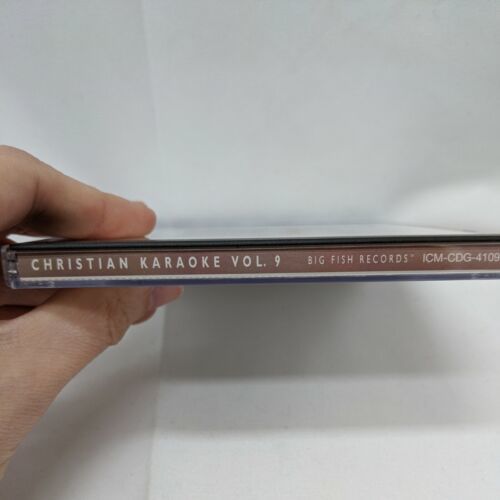 CHRISTIAN KARAOKE VOL. 9 BIG FISH RECORDS™ ICM-CDG-4109